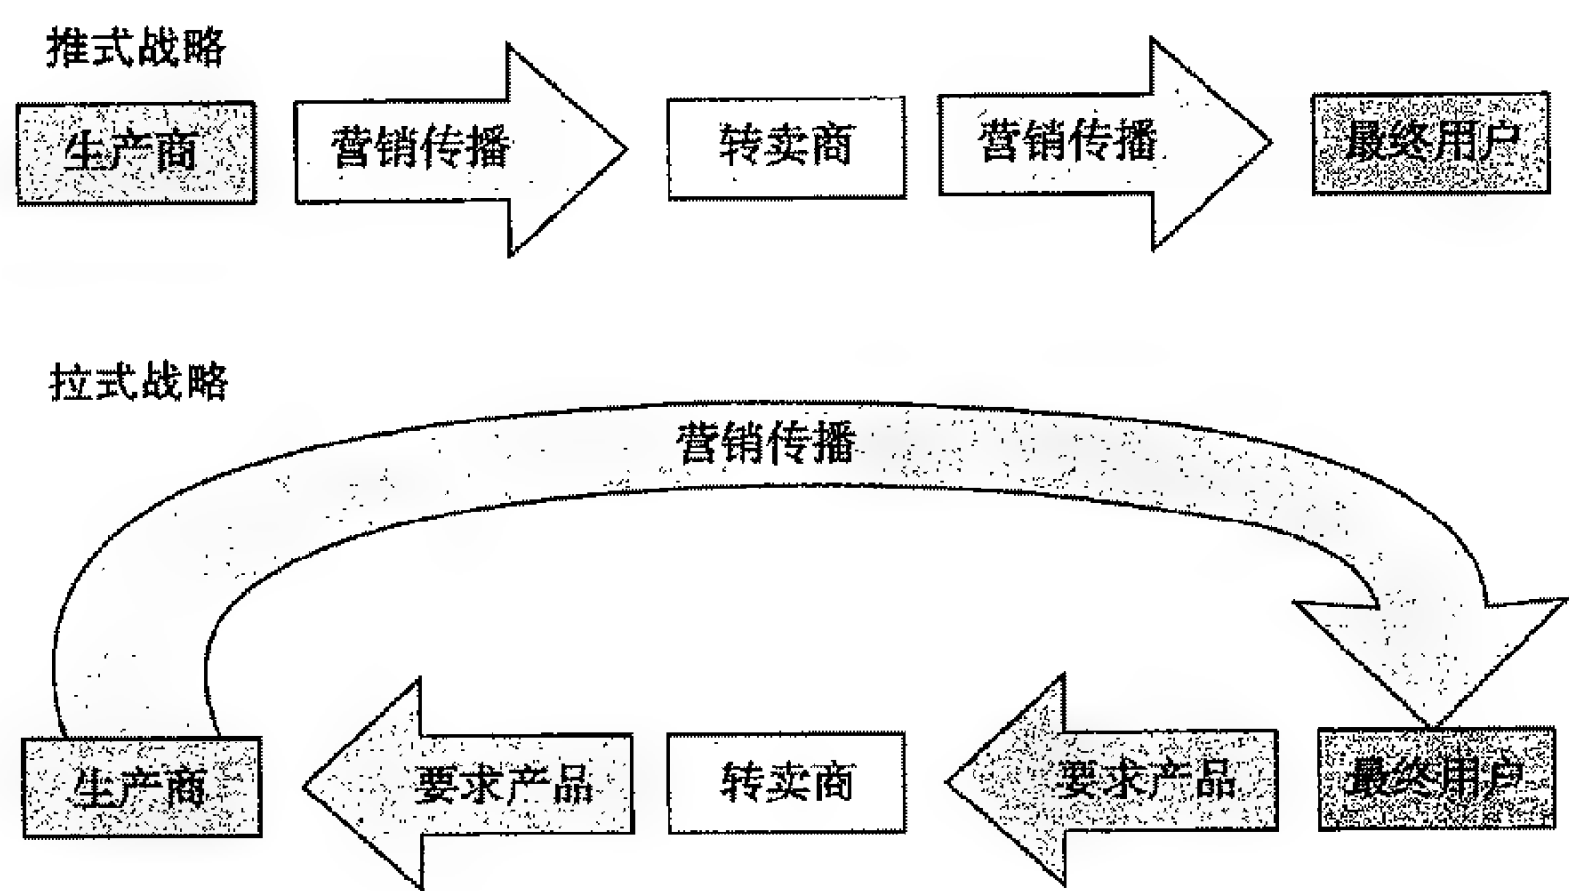 推式战略
生产商 营销传播 转卖商 营销传播 最终用户
拉式战略
营销传播
生产商 要求产品 转卖商 要求产品 最终用户